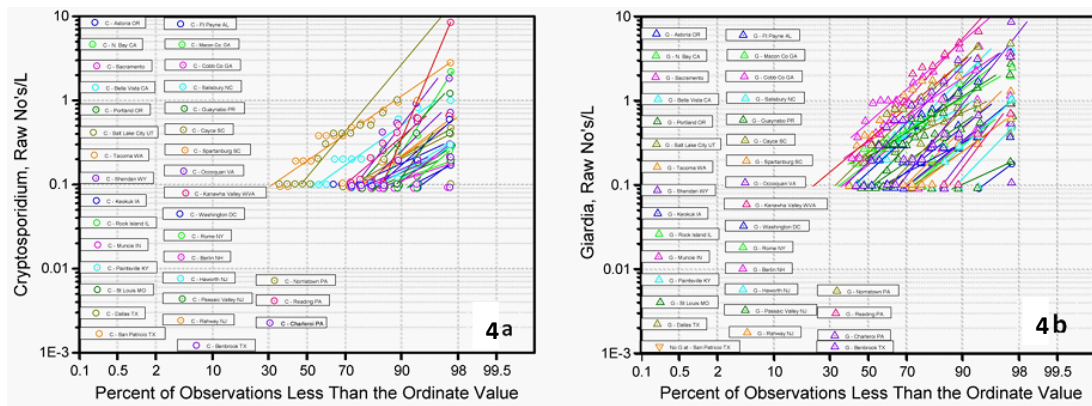 10
1
0.1
0.01
1E-3
Cryptosporidium, Raw No's/L
C - Astoria OR
C - N. Bay CA
C - Sacramento
C - Bella Vista CA
C - Portland OR
C - Salt Lake City UT
C - Tacoma WA
C - Sheridan WY
C - Keokuk IA
C - Rock Island IL
C - Muncie IN
C - Paintsville KY
C - St Louis MO
C - Dallas TX
C - San Patricio TX
C - Ft Payne AL
C - Macon Co GA
C - Cobb Co GA
C - Salisbury NC
C - Guaynabo PR
C - Cayce SC
C - Spartanburg SC
C - Occoquan VA
C - Kanawha Valley WVA
C - Washington DC
C - Rome NY
C - Berlin NH
C - Haworth NJ
C - Passaic Valley NJ
C - Rahway NJ
C - Benbrook TX
C - Norristown PA
C - Reading PA
C - Charleroi PA
4a
0.1 0.5 2 10 30 50 70 90 98 99.5
Percent of Observations Less Than the Ordinate Value
10
1
0.1
0.01
1E-3
Giardia, Raw No's/L
G - Astoria OR
G - N. Bay CA
G - Sacramento
G - Bella Vista CA
G - Portland OR
G - Salt Lake City UT
G - Tacoma WA
G - Sheridan WY
G - Keokuk IA
G - Rock Island IL
G - Muncie IN
G - Paintsville KY
G - St Louis MO
G - Dallas TX
No G at - San Patricio TX
G - Ft Payne AL
G - Macon Co GA
G - Cobb Co GA
G - Salisbury NC
G - Guaynabo PR
G - Cayce SC
G - Spartanburg SC
G - Occoquan VA
G - Kanawha Valley WVA
G - Washington DC
G - Rome NY
G - Berlin NH
G - Haworth NJ
G - Passaic Valley NJ
G - Rahway NJ
G - Norristown PA
G - Reading PA
G - Charleroi PA
G - Benbrook TX
4b
0.1 0.5 2 10 30 50 70 90 98 99.5
Percent of Observations Less Than the Ordinate Value